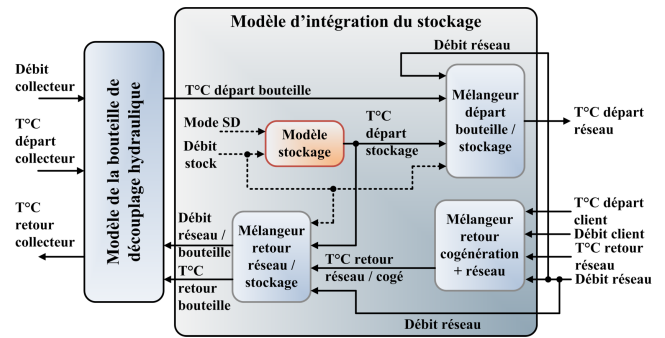 Modèle d'intégration du stockage
Débit réseau
Débit
collecteur
T°C départ
collecteur
T°C
retour
collecteur
Modèle de la bouteille de
découplage hydraulique
T°C départ bouteille
Mode SD
Débit
stock
Modèle
stockage
T°C
départ
stockage
Mélangeur
départ
bouteille /
stockage
T°C départ
réseau
Débit
réseau /
bouteille
T°C
retour
bouteille
Mélangeur
retour
réseau /
stockage
T°C retour
réseau / cogé
Mélangeur
retour
cogénération
+ réseau
T°C départ
client
Débit client
T°C retour
réseau
Débit réseau
Débit réseau